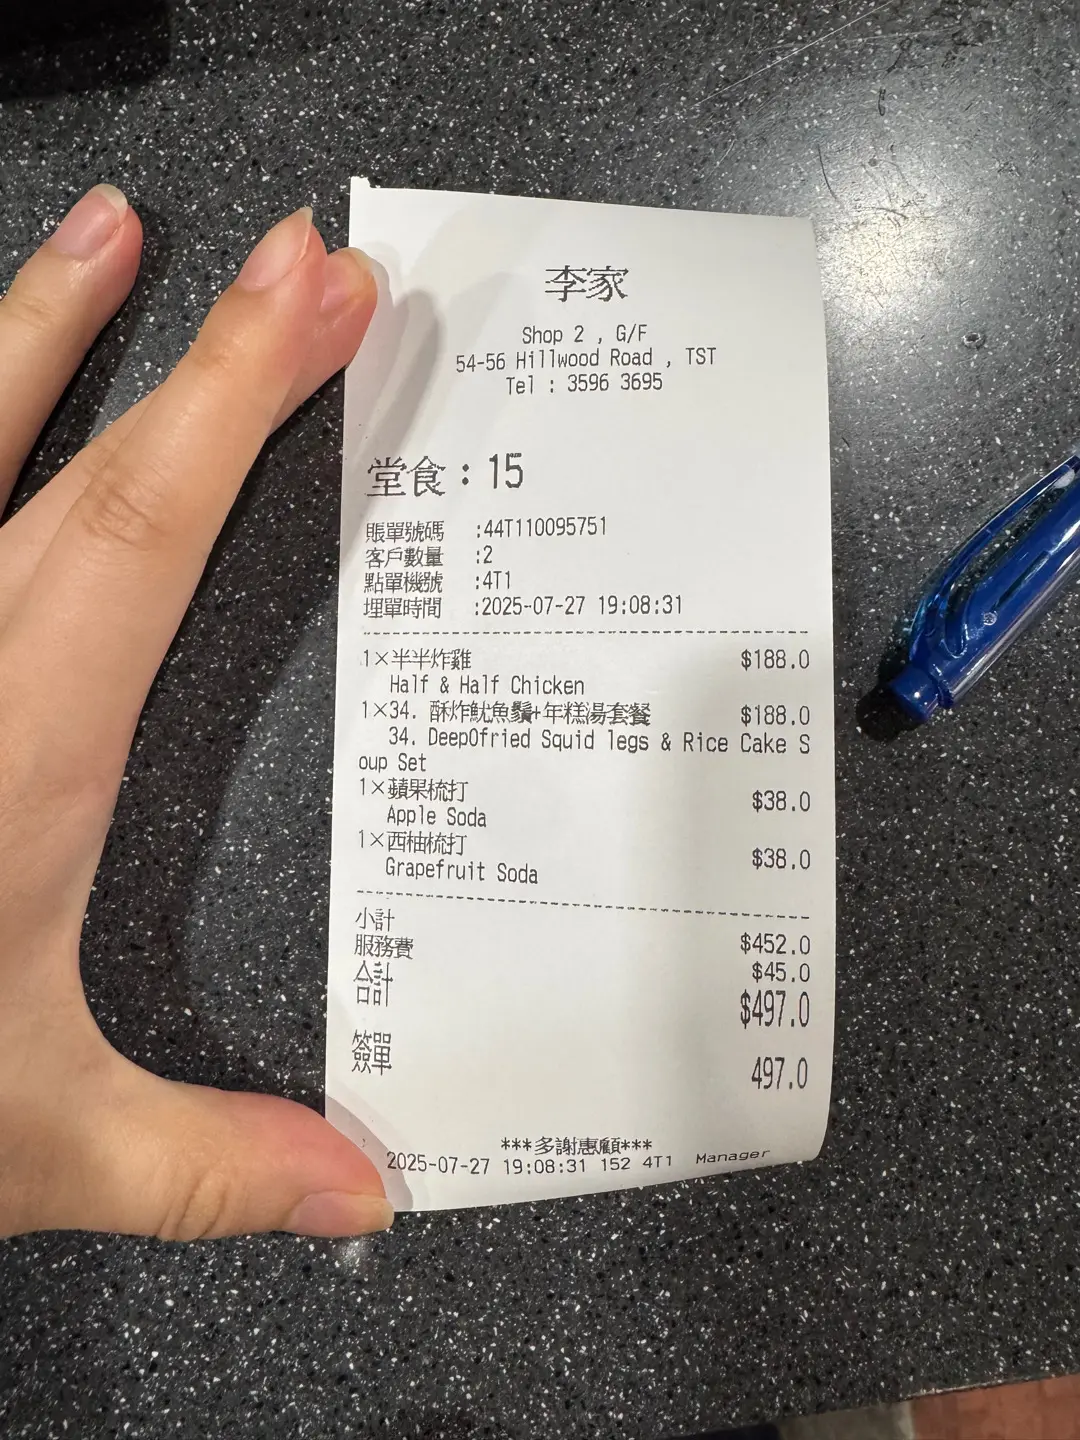 李家
Shop 2 , G/F
54-56 Hillwood Road , TST
Tel : 3596 3695
堂食：15
賬單號碼 :44T110095751
客戶數量 :2
點單機號 :4T1
埋單時間 :2025-07-27 19:08:31
1×半半炸雞 $188.0
Half & Half Chicken
1×34. 酥炸魷魚鬚+年糕湯套餐 $188.0
34. DeepOfried Squid legs & Rice Cake S
oup Set
1×蘋果梳打 $38.0
Apple Soda
1×西柚梳打 $38.0
Grapefruit Soda
小計 $452.0
服務費 $45.0
合計 $497.0
簽單 497.0
***多謝惠顧***
2025-07-27 19:08:31 152 4T1 Manager